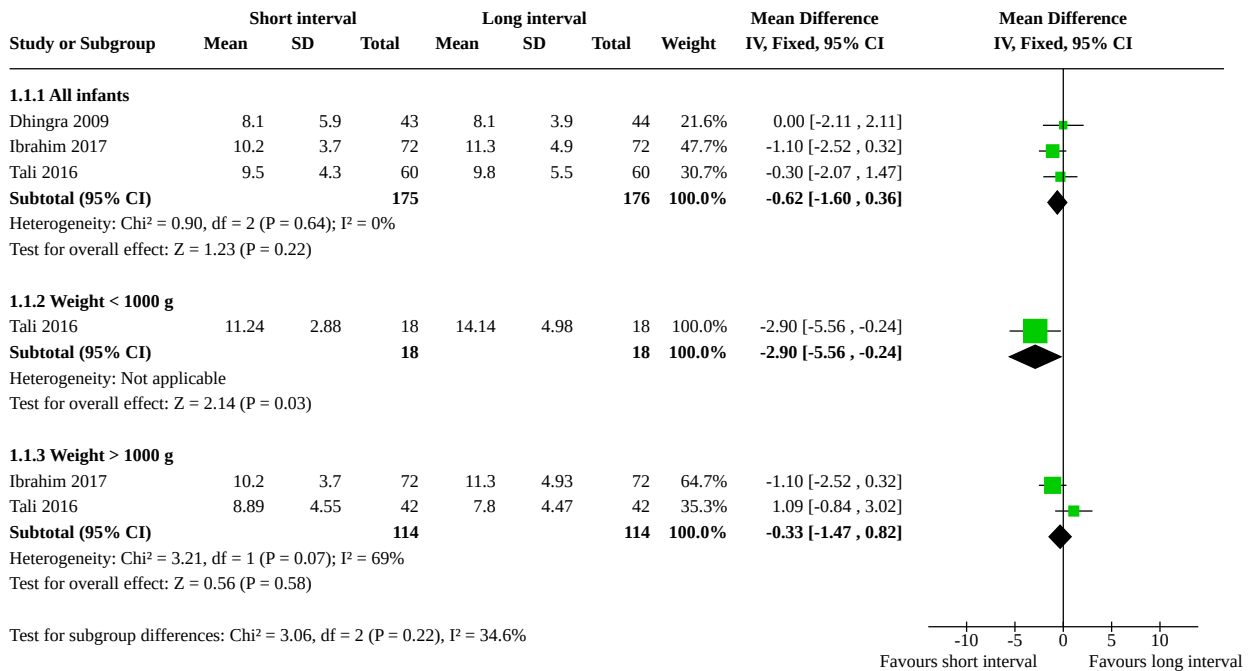 Short interval Long interval Mean Difference Mean Difference
Study or Subgroup Mean SD Total Mean SD Total Weight IV, Fixed, 95% CI IV, Fixed, 95% CI
1.1.1 All infants
Dhingra 2009 8.1 5.9 43 8.1 3.9 44 21.6% 0.00 [-2.11 , 2.11]
Ibrahim 2017 10.2 3.7 72 11.3 4.9 72 47.7% -1.10 [-2.52 , 0.32]
Tali 2016 9.5 4.3 60 9.8 5.5 60 30.7% -0.30 [-2.07 , 1.47]
Subtotal (95% CI) 175 176 100.0% -0.62 [-1.60 , 0.36]
Heterogeneity: Chi² = 0.90, df = 2 (P = 0.64); I² = 0%
Test for overall effect: Z = 1.23 (P = 0.22)
1.1.2 Weight < 1000 g
Tali 2016 11.24 2.88 18 14.14 4.98 18 100.0% -2.90 [-5.56 , -0.24]
Subtotal (95% CI) 18 18 100.0% -2.90 [-5.56 , -0.24]
Heterogeneity: Not applicable
Test for overall effect: Z = 2.14 (P = 0.03)
1.1.3 Weight > 1000 g
Ibrahim 2017 10.2 3.7 72 11.3 4.93 72 64.7% -1.10 [-2.52 , 0.32]
Tali 2016 8.89 4.55 42 7.8 4.47 42 35.3% 1.09 [-0.84 , 3.02]
Subtotal (95% CI) 114 114 100.0% -0.33 [-1.47 , 0.82]
Heterogeneity: Chi² = 3.21, df = 1 (P = 0.07); I² = 69%
Test for overall effect: Z = 0.56 (P = 0.58)
Test for subgroup differences: Chi² = 3.06, df = 2 (P = 0.22), I² = 34.6%
-10 -5 0 5 10
Favours short interval Favours long interval